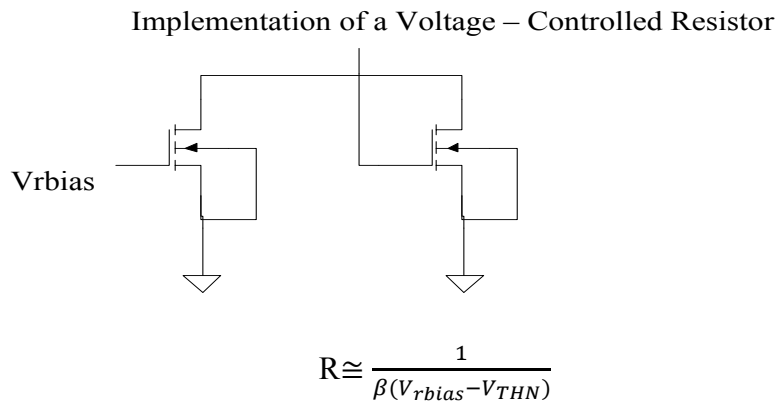 Implementation of a Voltage – Controlled Resistor
Vrbias
R≅ 1/β(V_rbias−V_THN)